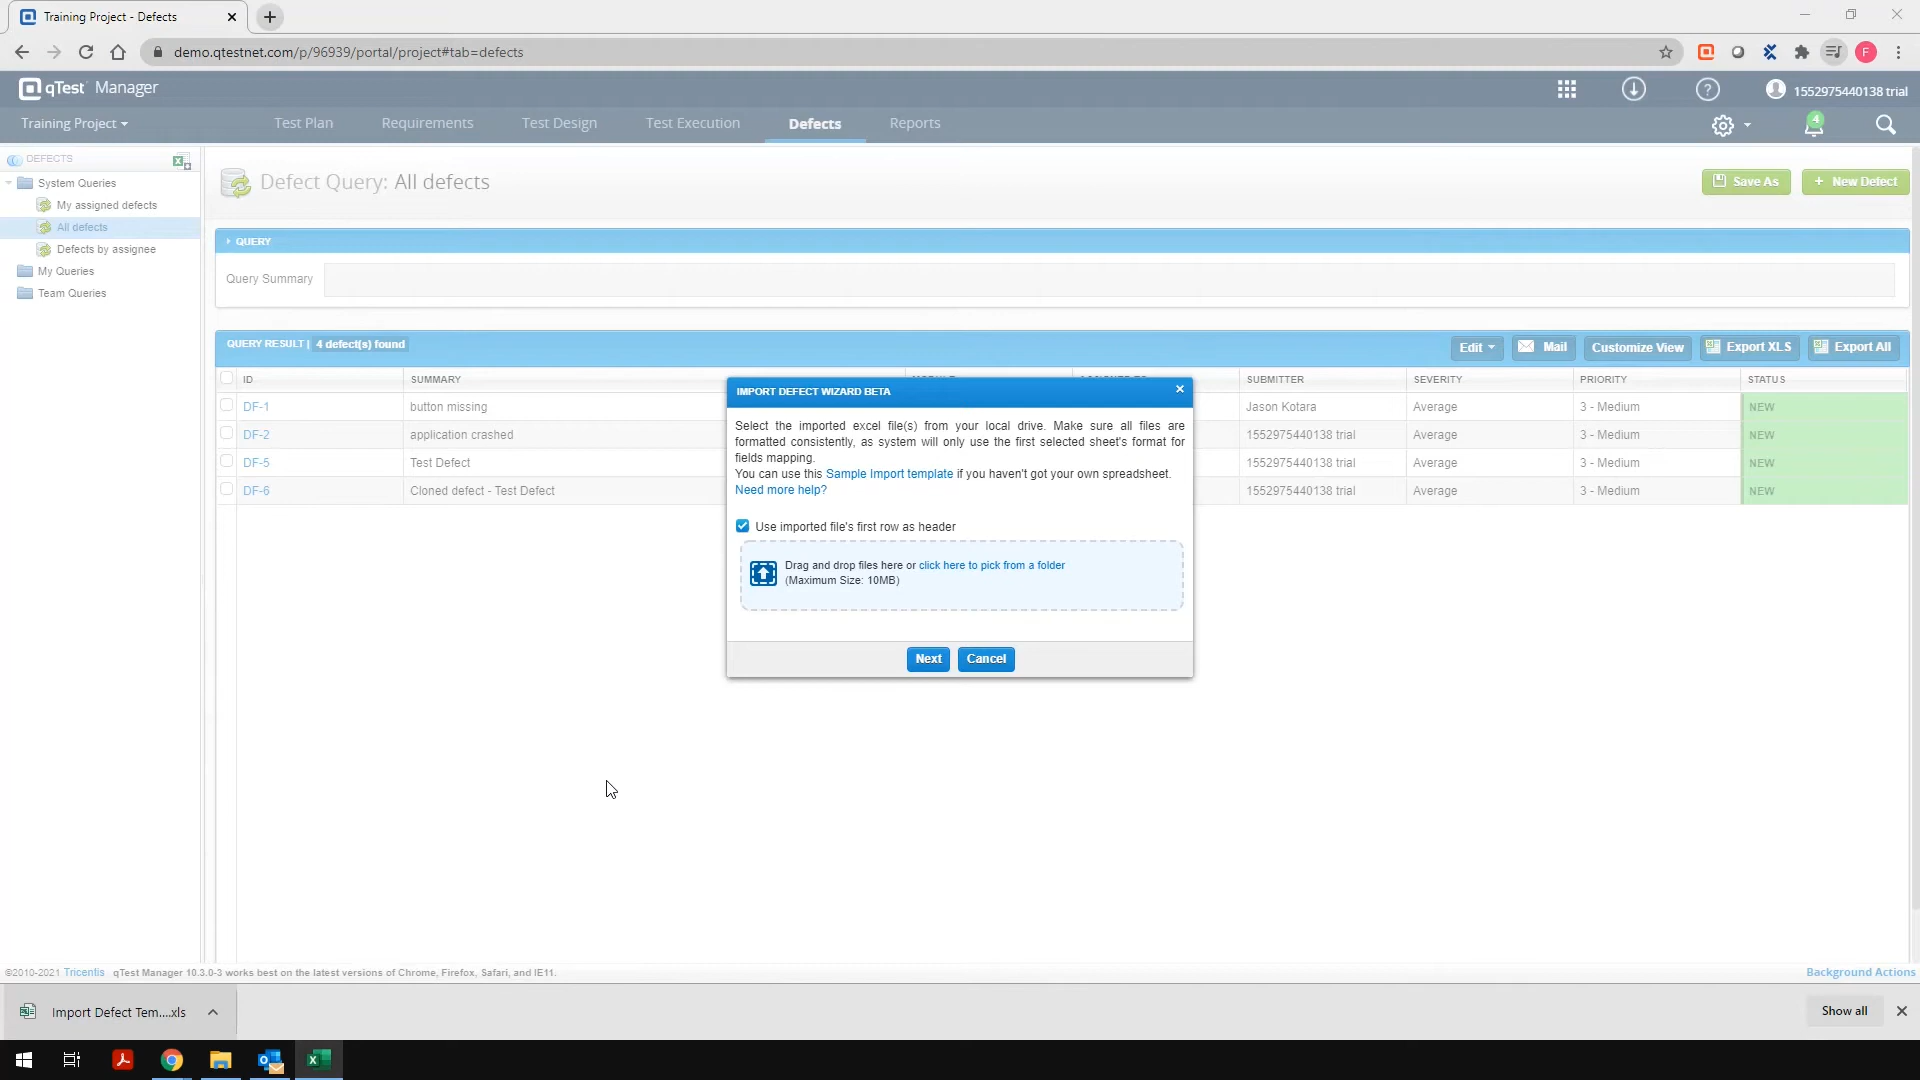 Training Project - Defects
demo.qtestnet.com/p/96939/portal/project#tab=defects
F
qTest Manager
1552975440138 trial
Training Project
Test Plan
Requirements
Test Design
Test Execution
Defects
Reports
4
DEFECTS
System Queries
My assigned defects
All defects
Defects by assignee
My Queries
Team Queries
Defect Query: All defects
Save As
+ New Defect
QUERY
Query Summary
QUERY RESULT | 4 defect(s) found
Edit
Mail
Customize View
Export XLS
Export All
ID SUMMARY SUBMITTER SEVERITY PRIORITY STATUS
DF-1 button missing Jason Kotara Average 3 - Medium NEW
DF-2 application crashed 1552975440138 trial Average 3 - Medium NEW
DF-5 Test Defect 1552975440138 trial Average 3 - Medium NEW
DF-6 Cloned defect - Test Defect 1552975440138 trial Average 3 - Medium NEW
IMPORT DEFECT WIZARD BETA
Select the imported excel file(s) from your local drive. Make sure all files are
formatted consistently, as system will only use the first selected sheet's format for
fields mapping.
You can use this Sample Import template if you haven't got your own spreadsheet.
Need more help?
Use imported file's first row as header
Drag and drop files here or click here to pick from a folder
(Maximum Size: 10MB)
Next
Cancel
©2010-2021 Tricentis qTest Manager 10.3.0-3 works best on the latest versions of Chrome, Firefox, Safari, and IE11.
Background Actions
Import Defect Tem....xls
Show all